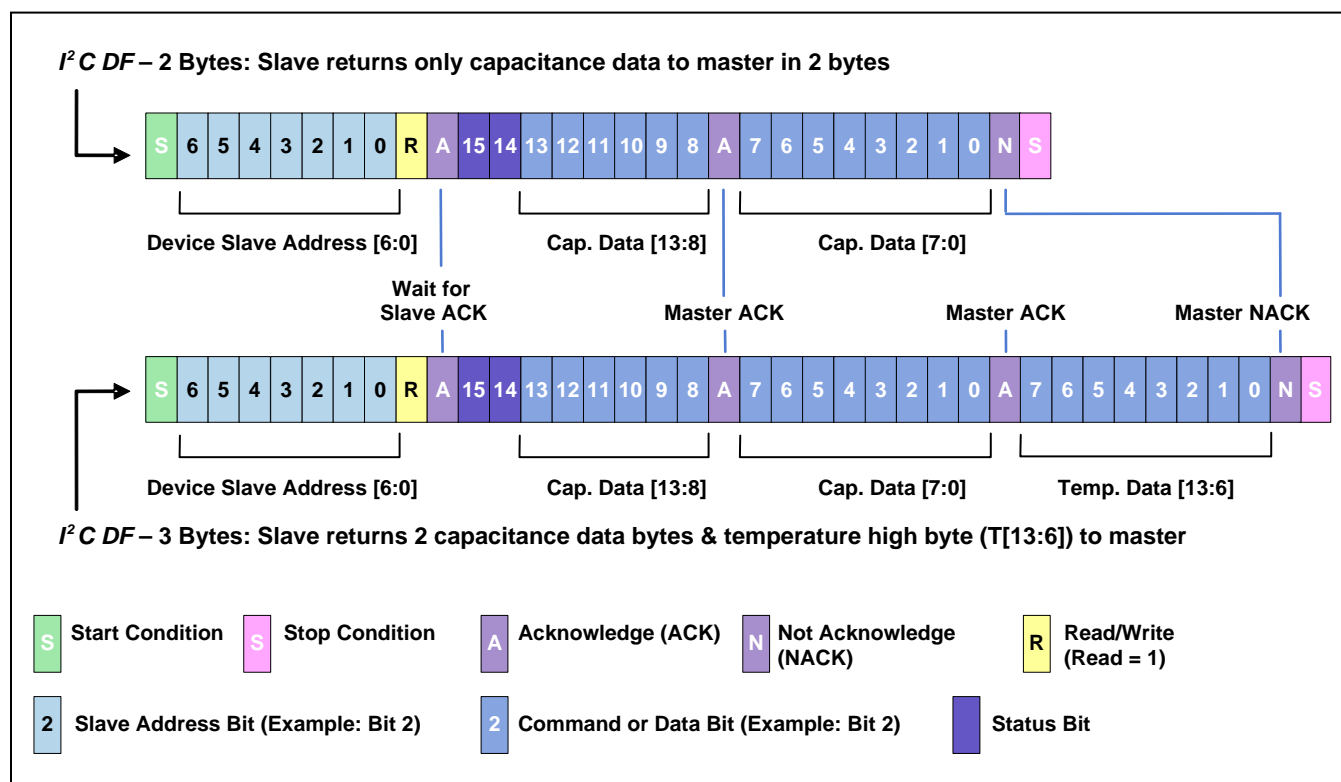 I² C DF – 2 Bytes: Slave returns only capacitance data to master in 2 bytes
S 6 5 4 3 2 1 0 R A 15 14 13 12 11 10 9 8 A 7 6 5 4 3 2 1 0 N S
Device Slave Address [6:0] Cap. Data [13:8] Cap. Data [7:0]
Wait for
Slave ACK Master ACK Master ACK Master NACK
S 6 5 4 3 2 1 0 R A 15 14 13 12 11 10 9 8 A 7 6 5 4 3 2 1 0 A 7 6 5 4 3 2 1 0 N S
Device Slave Address [6:0] Cap. Data [13:8] Cap. Data [7:0] Temp. Data [13:6]
I² C DF – 3 Bytes: Slave returns 2 capacitance data bytes & temperature high byte (T[13:6]) to master
S Start Condition S Stop Condition A Acknowledge (ACK) N Not Acknowledge
(NACK) R Read/Write
(Read = 1)
2 Slave Address Bit (Example: Bit 2) 2 Command or Data Bit (Example: Bit 2) Status Bit